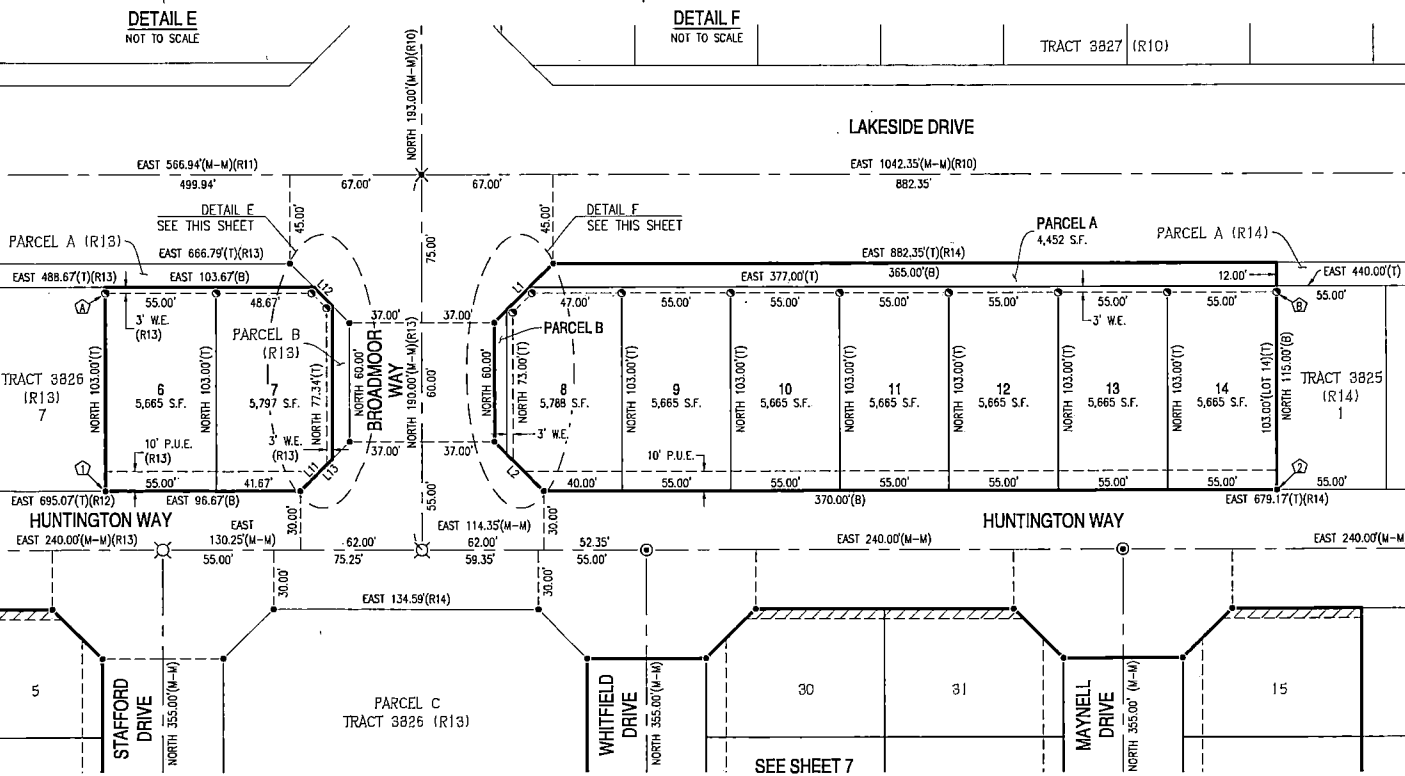 DETAIL E
NOT TO SCALE
DETAIL F
NOT TO SCALE
TRACT 3827 (R10)
NORTH 193.00'(M-M)(R10)
LAKESIDE DRIVE
EAST 566.94'(M-M)(R11)
499.94'
67.00'
67.00'
EAST 1042.35'(M-M)(R10)
882.35'
45.00'
45.00'
75.00'
DETAIL E
SEE THIS SHEET
DETAIL F
SEE THIS SHEET
PARCEL A (R13)
EAST 666.79'(T)(R13)
EAST 882.35'(T)(R14)
PARCEL A
4,452 S.F.
PARCEL A (R14)
EAST 488.67'(T)(R13)
EAST 103.67'(B)
L12
L1
EAST 377.00'(T)
365.00'(B)
12.00'
EAST 440.00'(T)
A
55.00'
48.67'
47.00'
55.00'
55.00'
55.00'
55.00'
55.00'
55.00'
B
55.00'
3' W.E.
(R13)
3' W.E.
37.00'
37.00'
PARCEL B
(R13)
PARCEL B
TRACT 3826
(R13)
7
NORTH 103.00'(T)
6
5,665 S.F.
NORTH 103.00'(T)
7
5,797 S.F.
NORTH 77.34'(T)
NORTH 60.00'
BROADMOOR
WAY
NORTH 190.00'(M-M)(R13)
60.00'
NORTH 60.00'
NORTH 73.00'(T)
8
5,788 S.F.
NORTH 103.00'(T)
9
5,665 S.F.
NORTH 103.00'(T)
10
5,665 S.F.
NORTH 103.00'(T)
11
5,665 S.F.
NORTH 103.00'(T)
12
5,665 S.F.
NORTH 103.00'(T)
13
5,665 S.F.
NORTH 103.00'(T)
14
5,665 S.F.
103.00'(LOT 14)(T)
NORTH 115.00'(B)
TRACT 3825
(R14)
1
3' W.E.
(R13)
3' W.E.
37.00'
37.00'
10' P.U.E.
(R13)
10' P.U.E.
1
L11
L13
L2
2
55.00'
41.67'
40.00'
55.00'
55.00'
55.00'
55.00'
55.00'
55.00'
55.00'
EAST 695.07'(T)(R12)
EAST 96.67'(B)
55.00'
370.00'(B)
EAST 679.17'(T)(R14)
HUNTINGTON WAY
30.00'
30.00'
HUNTINGTON WAY
EAST 240.00'(M-M)(R13)
EAST
130.25'(M-M)
EAST 114.35'(M-M)
62.00'
62.00'
52.35'
EAST 240.00'(M-M)
EAST 240.00'(M-M
55.00'
75.25'
59.35'
55.00'
30.00'
30.00'
EAST 134.59'(R14)
5
STAFFORD
DRIVE
NORTH 355.00'(M-M)
PARCEL C
TRACT 3826 (R13)
WHITFIELD
DRIVE
NORTH 355.00'(M-M)
30
31
MAYNELL
DRIVE
NORTH 355.00' (M-M)
15
SEE SHEET 7